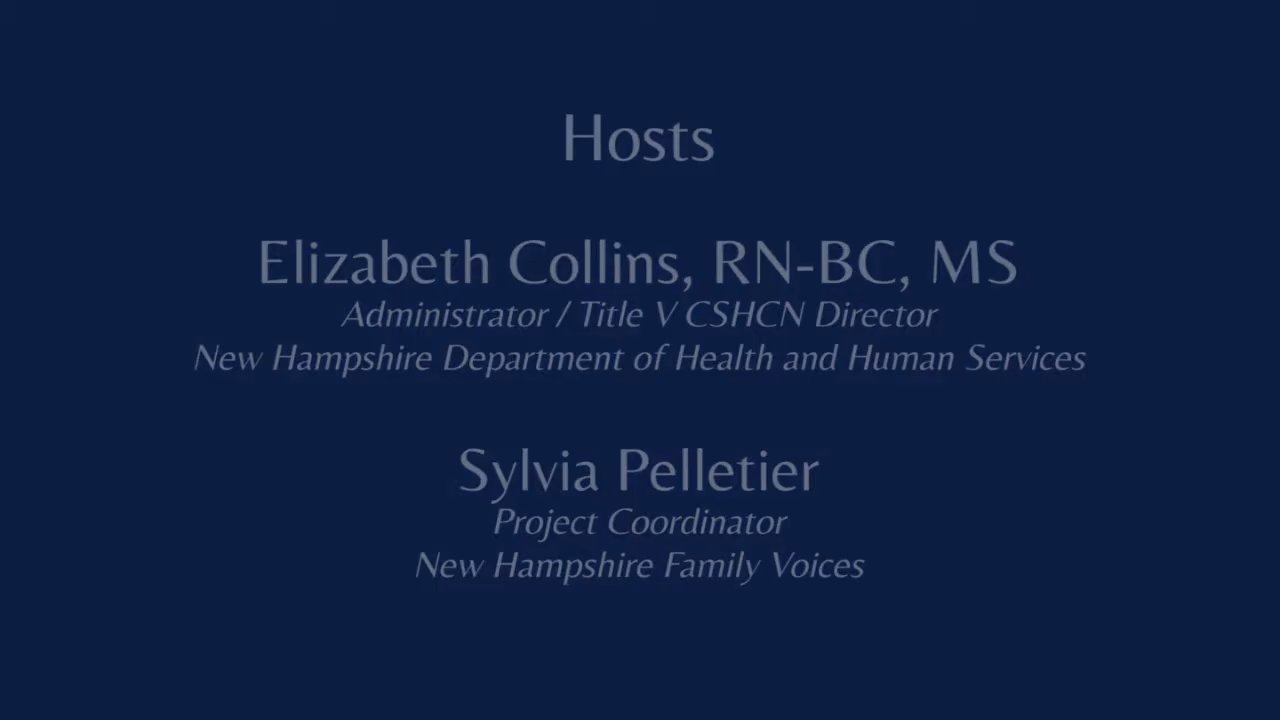 Hosts
Elizabeth Collins, RN-BC, MS
Administrator / Title V CSHCN Director
New Hampshire Department of Health and Human Services
Sylvia Pelletier
Project Coordinator
New Hampshire Family Voices